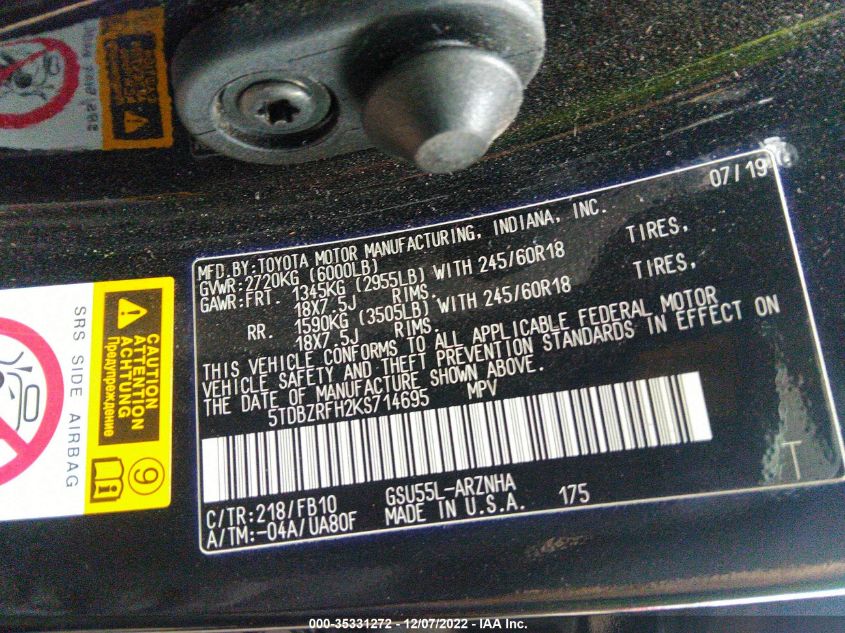 07/19
MFD.BY:TOYOTA MOTOR MANUFACTURING, INDIANA, INC.
GVWR:2720KG (6000LB)
GAWR:FRT. 1345KG (2955LB) WITH 245/60R18 TIRES,
18X7.5J RIMS.
RR. 1590KG (3505LB) WITH 245/60R18 TIRES,
18X7.5J RIMS.
THIS VEHICLE CONFORMS TO ALL APPLICABLE FEDERAL MOTOR
VEHICLE SAFETY AND THEFT PREVENTION STANDARDS IN EFFECT ON
THE DATE OF MANUFACTURE SHOWN ABOVE.
5TDBZRFH2KS714695 MPV
C/TR:218/FB10 GSU55L-ARZNHA
A/TM:-04A/UA80F MADE IN U.S.A. 175
T
SRS SIDE AIRBAG
CAUTION
ATTENTION
ACHTUNG
Предупреждение
9
000-35331272 - 12/07/2022 - IAA Inc.